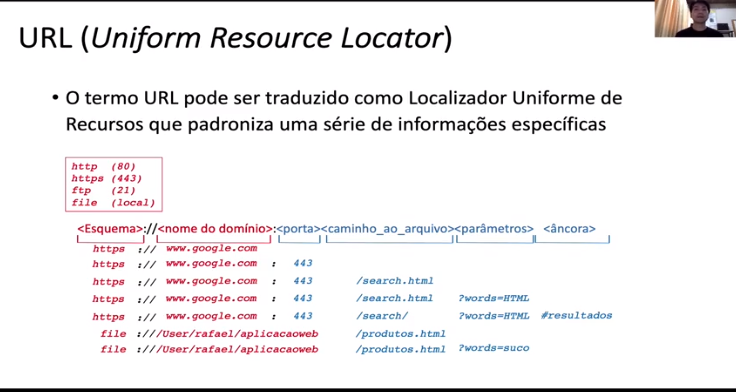 URL (Uniform Resource Locator)
• O termo URL pode ser traduzido como Localizador Uniforme de
Recursos que padroniza uma série de informações específicas
http (80)
https (443)
ftp (21)
file (local)
<Esquema>://<nome do domínio>:<porta><caminho_ao_arquivo><parâmetros> <âncora>
https :// www.google.com
https :// www.google.com : 443
https :// www.google.com : 443 /search.html
https :// www.google.com : 443 /search.html ?words=HTML
https :// www.google.com : 443 /search/ ?words=HTML #resultados
file :///User/rafael/aplicacaoweb /produtos.html
file :///User/rafael/aplicacaoweb /produtos.html ?words=suco